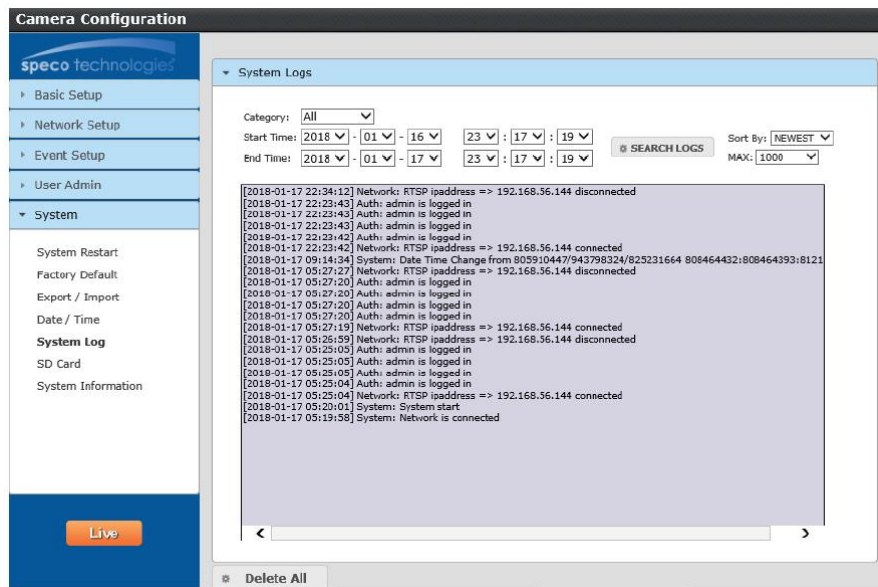 Camera Configuration
speco technologies
Basic Setup
Network Setup
Event Setup
User Admin
System
System Restart
Factory Default
Export / Import
Date / Time
System Log
SD Card
System Information
Live
System Logs
Category: All
Start Time: 2018 - 01 - 16 23 : 17 : 19
End Time: 2018 - 01 - 17 23 : 17 : 19
SEARCH LOGS
Sort By: NEWEST
MAX: 1000
[2018-01-17 22:34:12] Network: RTSP ipaddress => 192.168.56.144 disconnected
[2018-01-17 22:23:43] Auth: admin is logged in
[2018-01-17 22:23:43] Auth: admin is logged in
[2018-01-17 22:23:43] Auth: admin is logged in
[2018-01-17 22:23:42] Auth: admin is logged in
[2018-01-17 22:23:42] Network: RTSP ipaddress => 192.168.56.144 connected
[2018-01-17 09:14:34] System: Date Time Change from 805910447/943798324/825231664 808464432:808464393:8121
[2018-01-17 05:27:27] Network: RTSP ipaddress => 192.168.56.144 disconnected
[2018-01-17 05:27:20] Auth: admin is logged in
[2018-01-17 05:27:20] Auth: admin is logged in
[2018-01-17 05:27:20] Auth: admin is logged in
[2018-01-17 05:27:20] Auth: admin is logged in
[2018-01-17 05:27:19] Network: RTSP ipaddress => 192.168.56.144 connected
[2018-01-17 05:26:59] Network: RTSP ipaddress => 192.168.56.144 disconnected
[2018-01-17 05:25:05] Auth: admin is logged in
[2018-01-17 05:25:05] Auth: admin is logged in
[2018-01-17 05:25:05] Auth: admin is logged in
[2018-01-17 05:25:04] Auth: admin is logged in
[2018-01-17 05:25:04] Network: RTSP ipaddress => 192.168.56.144 connected
[2018-01-17 05:20:01] System: System start
[2018-01-17 05:19:58] System: Network is connected
Delete All